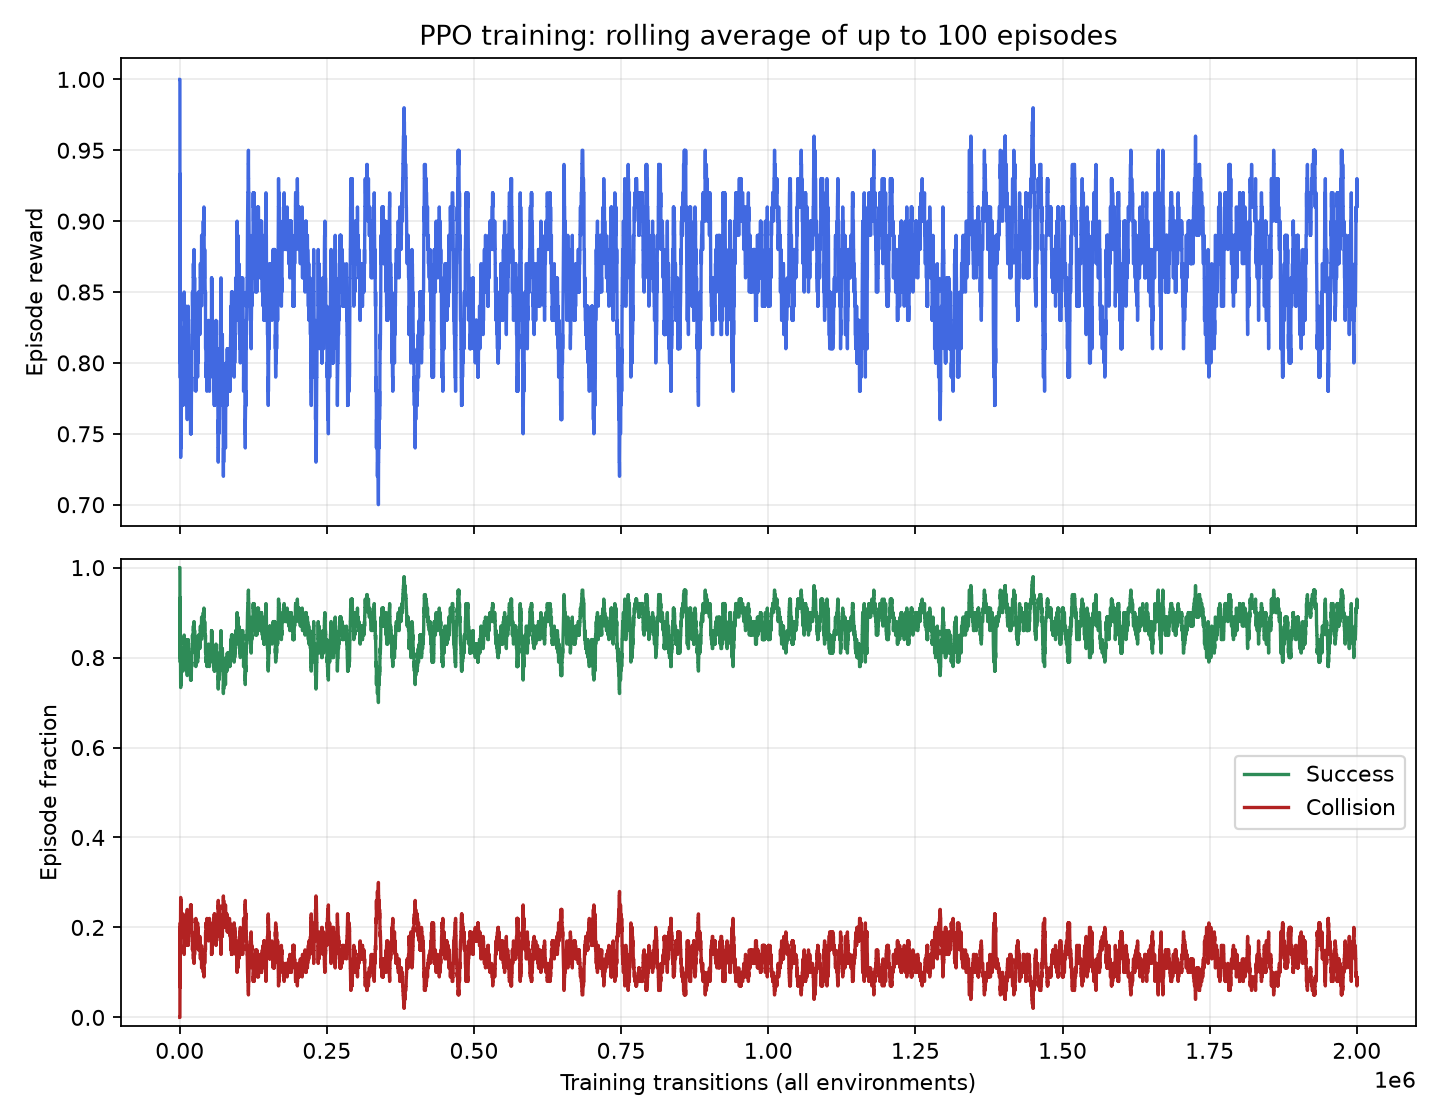 PPO training: rolling average of up to 100 episodes
1.00
0.95
0.90
0.85
0.80
0.75
0.70
Episode reward
1.0
0.8
0.6
0.4
0.2
0.0
Episode fraction
Success
Collision
0.00 0.25 0.50 0.75 1.00 1.25 1.50 1.75 2.00
1e6
Training transitions (all environments)